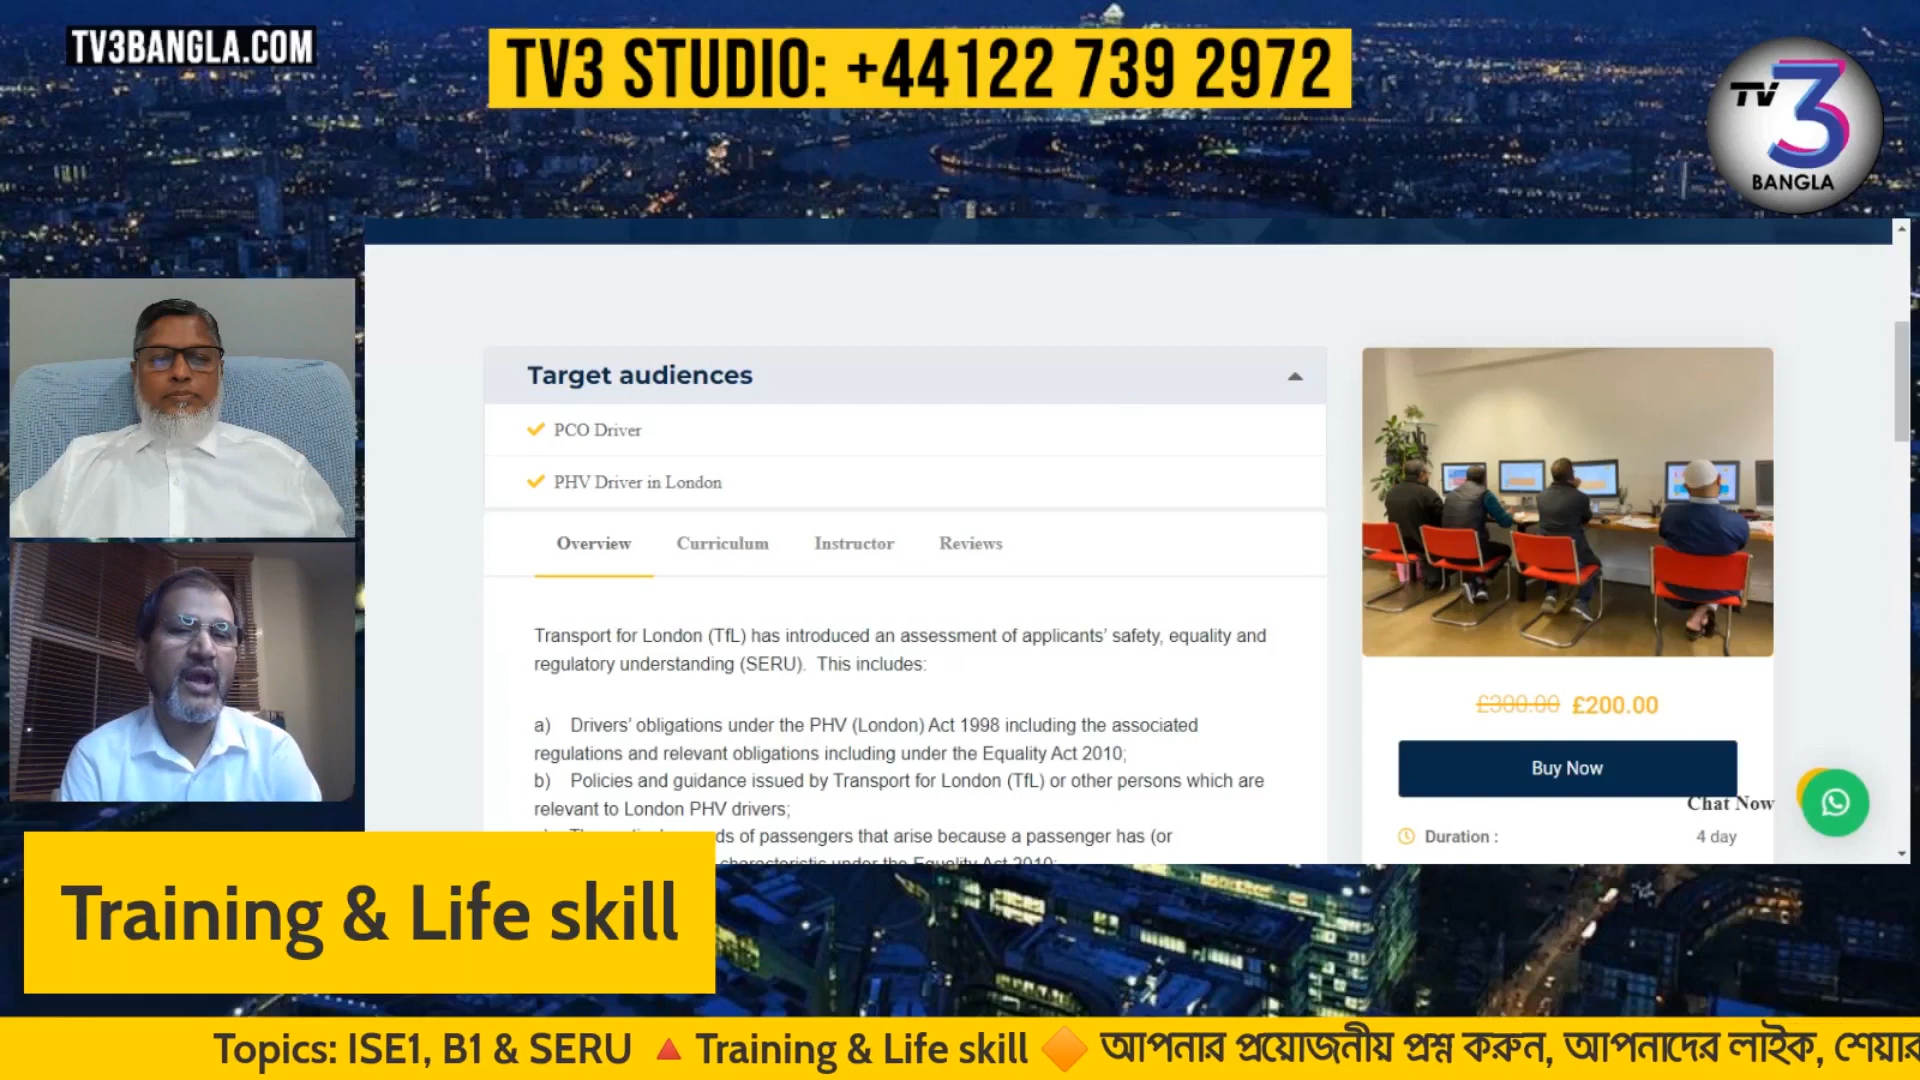 TV3BANGLA.COM
TV3 STUDIO: +44122 739 2972
TV 3
BANGLA
Target audiences
PCO Driver
PHV Driver in London
Overview Curriculum Instructor Reviews
Transport for London (TfL) has introduced an assessment of applicants' safety, equality and
regulatory understanding (SERU). This includes:
a) Drivers' obligations under the PHV (London) Act 1998 including the associated
regulations and relevant obligations including under the Equality Act 2010;
b) Policies and guidance issued by Transport for London (TfL) or other persons which are
relevant to London PHV drivers;
of passengers that arise because a passenger has (or
characteristic under the Equality Act 2010;
£300.00 £200.00
Buy Now
Chat Now
Duration : 4 day
Training & Life skill
Topics: ISE1, B1 & SERU 🔺 Training & Life skill 🔶 আপনার প্রয়োজনীয় প্রশ্ন করুন, আপনাদের লাইক, শেয়ার